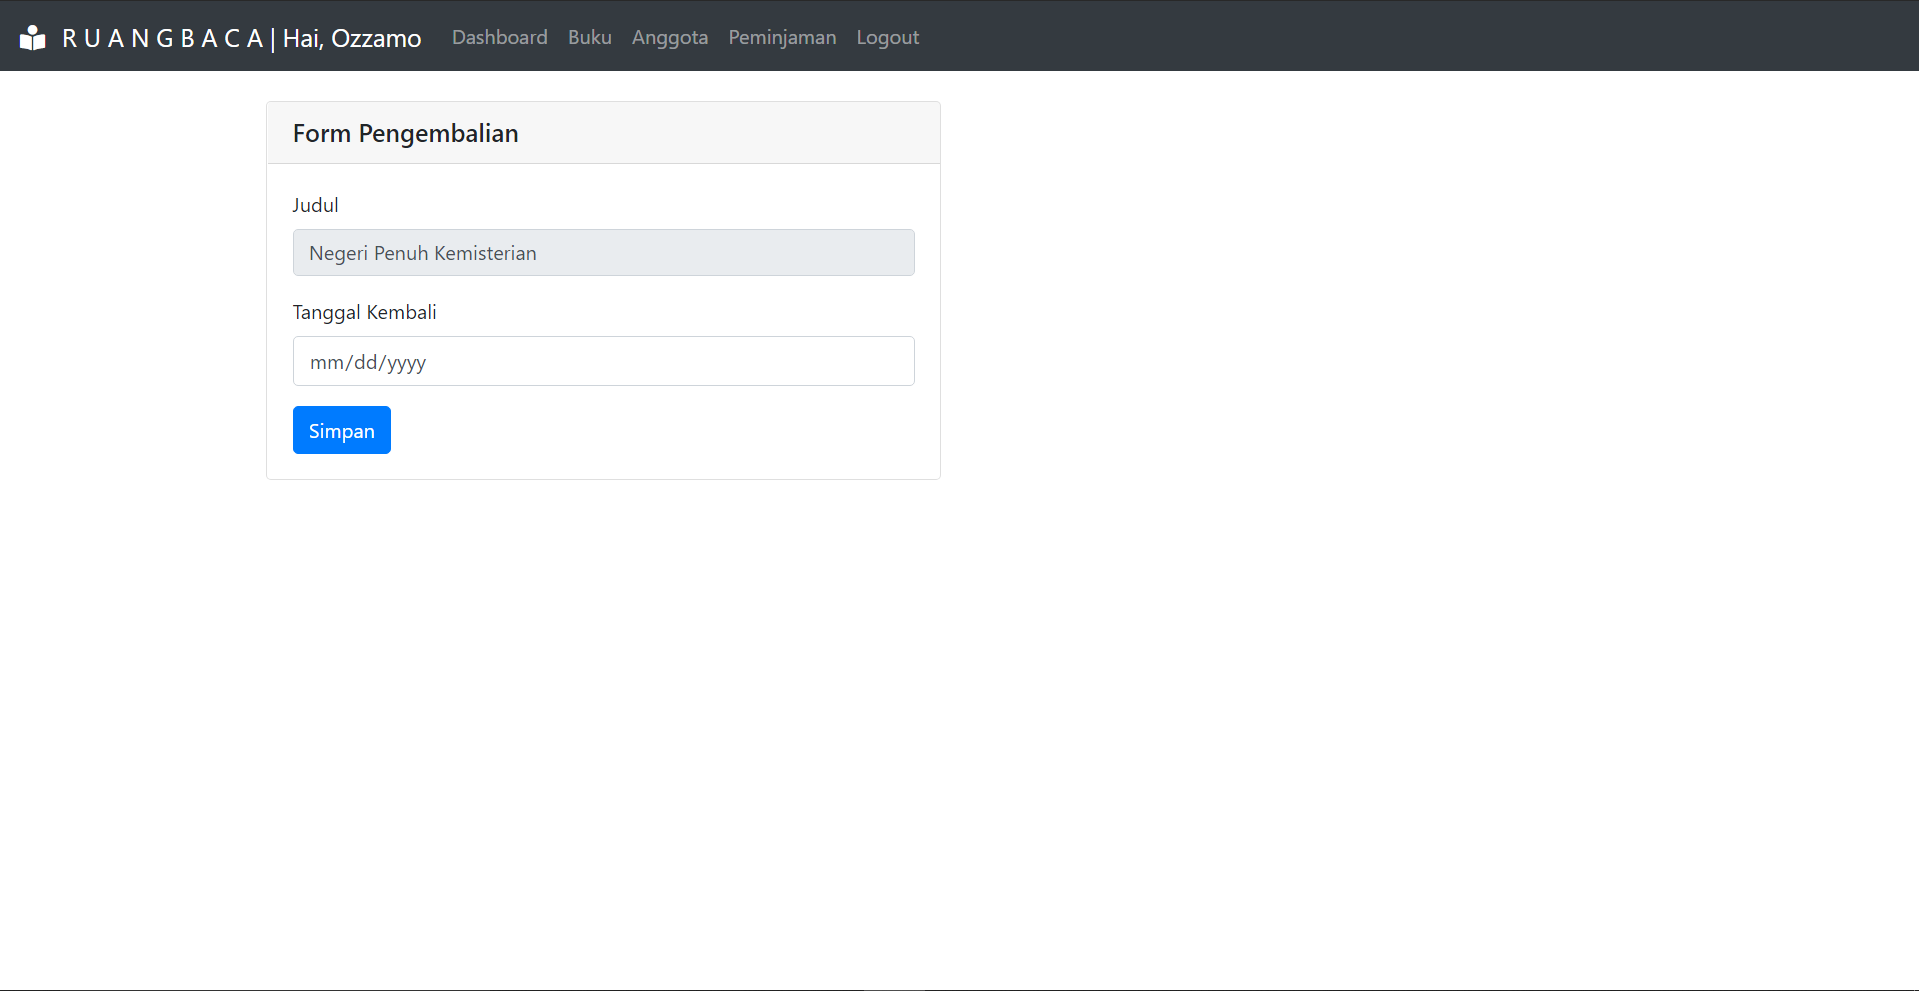 R U A N G B A C A | Hai, Ozzamo Dashboard Buku Anggota Peminjaman Logout
Form Pengembalian
Judul
Negeri Penuh Kemisterian
Tanggal Kembali
mm/dd/yyyy
Simpan